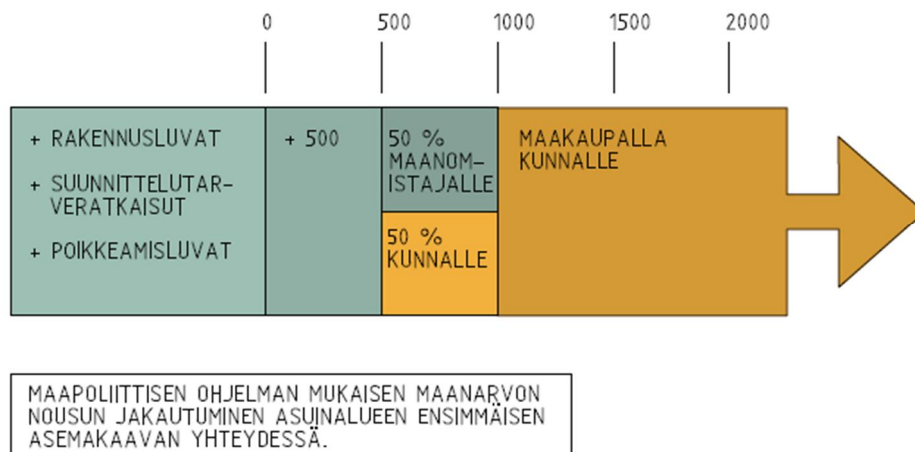 0 500 1000 1500 2000
+ RAKENNUSLUVAT
+ SUUNNITTELUTAR-
VERATKAISUT
+ POIKKEAMISLUVAT
+ 500
50 %
MAANOM-
ISTAJALLE
50 %
KUNNALLE
MAAKAUPALLA
KUNNALLE
MAAPOLIITTISEN OHJELMAN MUKAISEN MAANARVON
NOUSUN JAKAUTUMINEN ASUINALUEEN ENSIMMÄISEN
ASEMAKAAVAN YHTEYDESSÄ.